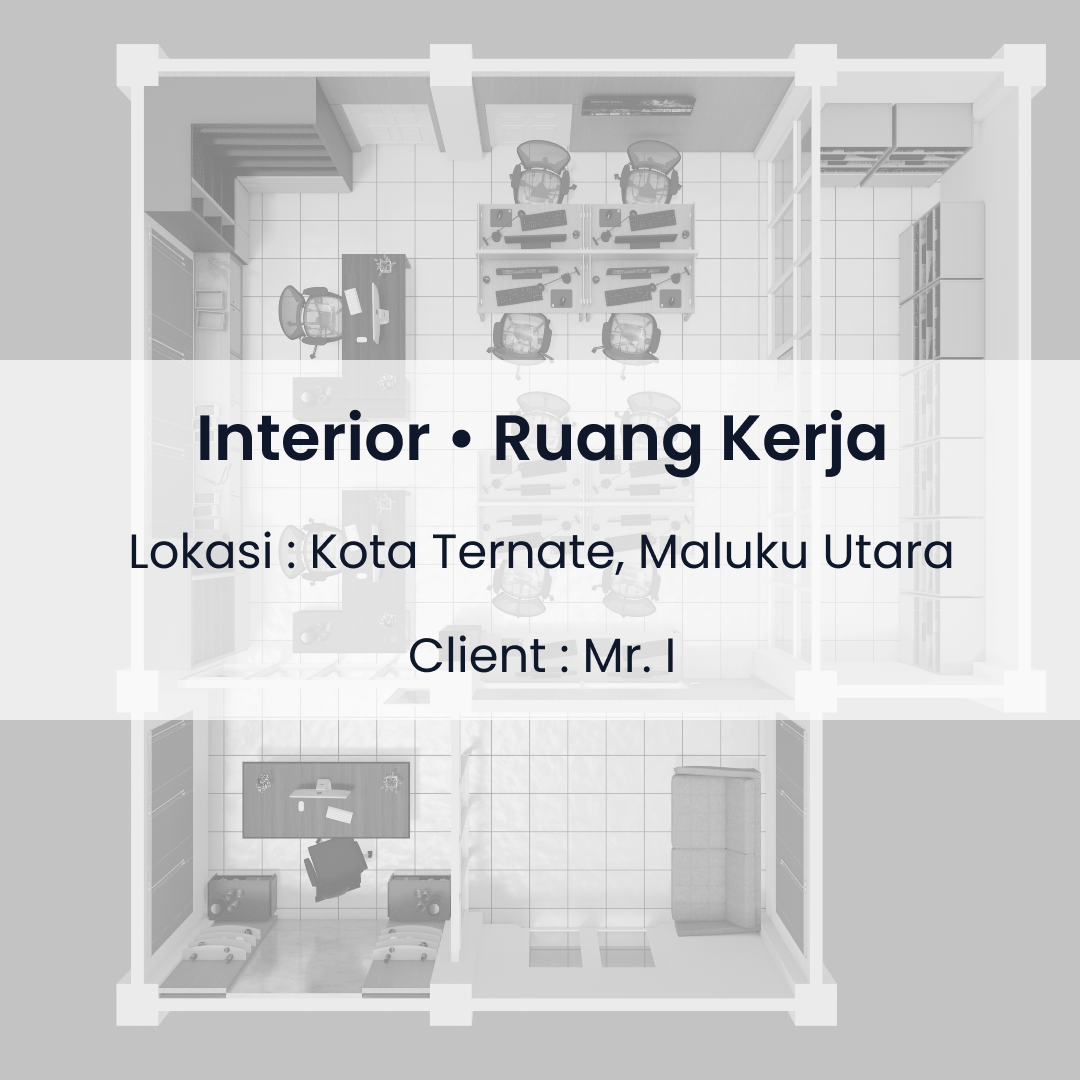 Interior • Ruang Kerja
Lokasi : Kota Ternate, Maluku Utara
Client : Mr. I